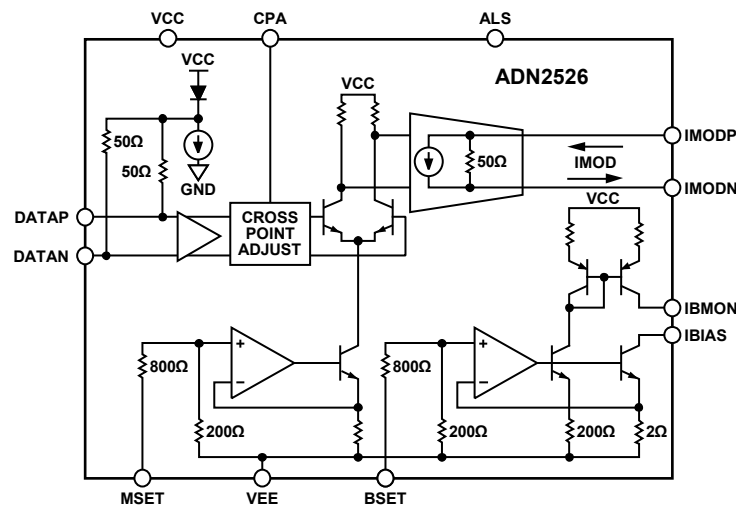 VCC
CPA
ALS
VCC
VCC
ADN2526
50Ω
50Ω
GND
50Ω
IMOD
IMODP
IMODN
DATAP
DATAN
CROSS
POINT
ADJUST
VCC
IBMON
IBIAS
800Ω
+
−
200Ω
800Ω
+
−
200Ω
200Ω
2Ω
MSET
VEE
BSET